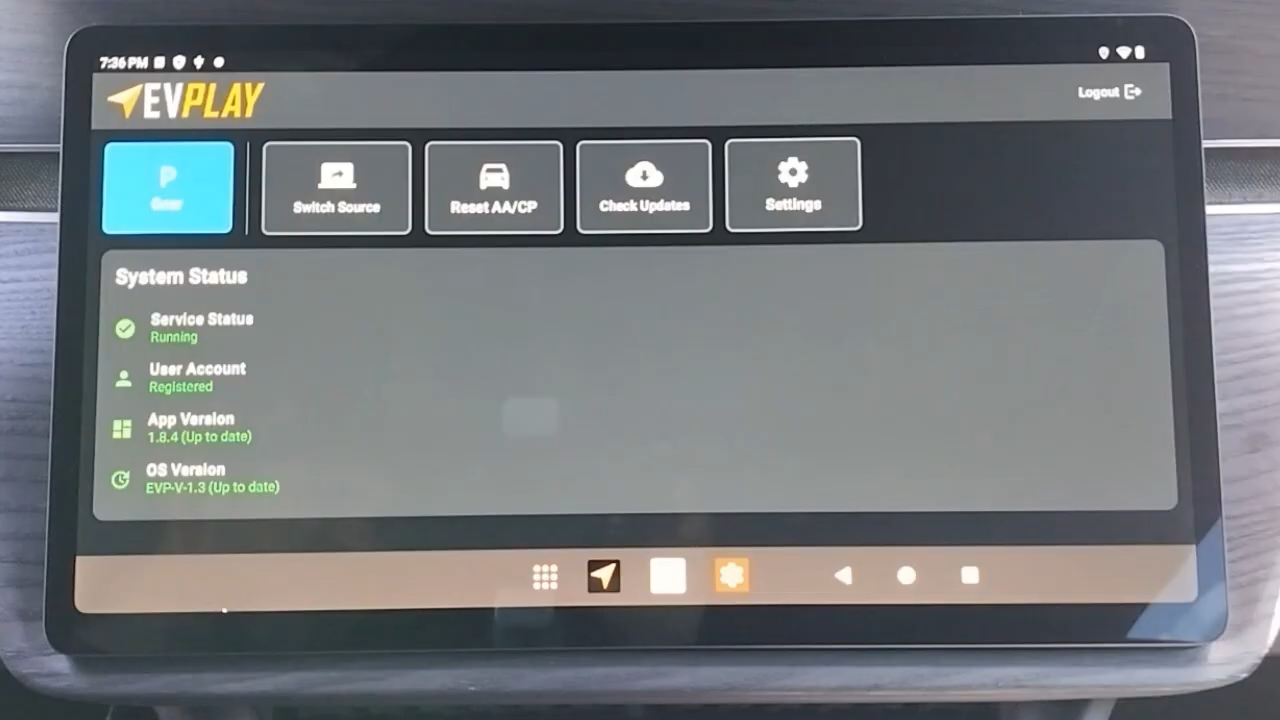 7:36 PM
EVPLAY
Logout
P
Gear
Switch Source
Reset AA/CP
Check Updates
Settings
System Status
Service Status
Running
User Account
Registered
App Version
1.8.4 (Up to date)
OS Version
EVP-V-1.3 (Up to date)